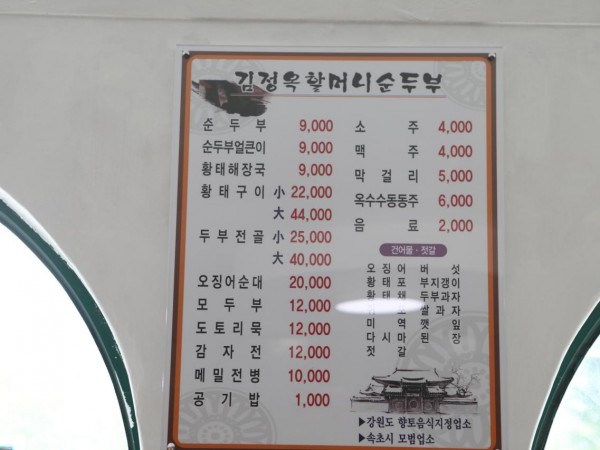 김정옥할머니순두부
순 두 부 9,000
순두부얼큰이 9,000
황태해장국 9,000
황 태 구 이 小 22,000
大 44,000
두 부 전 골 小 25,000
大 40,000
오징어순대 20,000
모 두 부 12,000
도 토 리 묵 12,000
감 자 전 12,000
메 밀 전 병 10,000
공 기 밥 1,000
소 주 4,000
맥 주 4,000
막 걸 리 5,000
옥수수동동주 6,000
음 료 2,000
건어물 · 젓갈
오 징 어
황 태 포
황 태 채
미 역
다 시 마
젓 갈
버 섯
부지갱이
두부과자
쌀 과 자
깻 잎
된 장
▶강원도 향토음식지정업소
▶속초시 모범업소